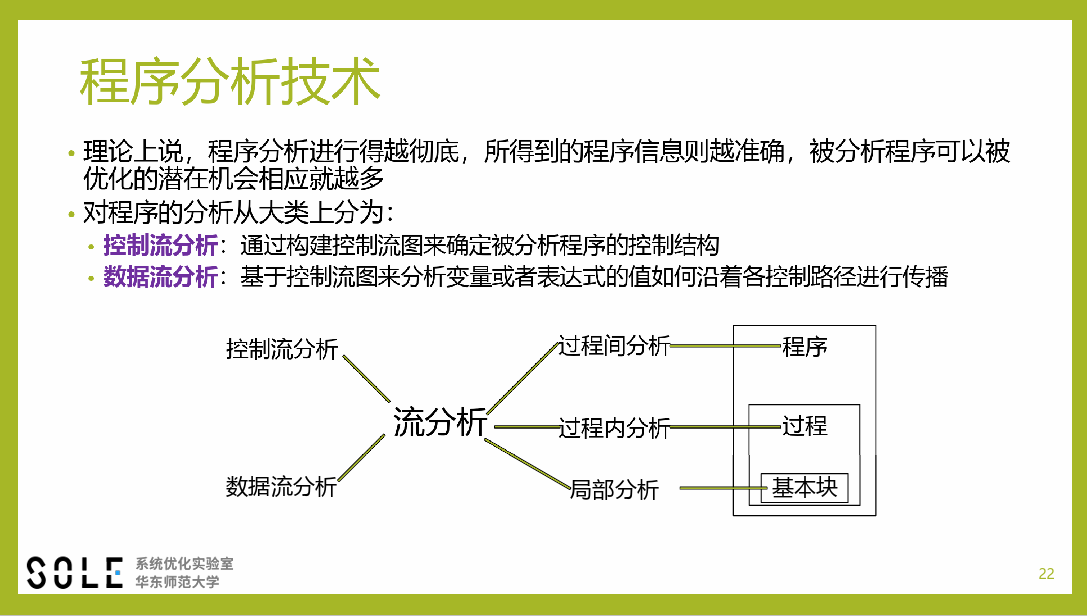 程序分析技术
• 理论上说，程序分析进行得越彻底，所得到的程序信息则越准确，被分析程序可以被
优化的潜在机会相应就越多
• 对程序的分析从大类上分为：
• 控制流分析：通过构建控制流图来确定被分析程序的控制结构
• 数据流分析：基于控制流图来分析变量或者表达式的值如何沿着各控制路径进行传播
控制流分析
过程间分析
程序
流分析
过程内分析
过程
数据流分析
局部分析
基本块
SOLE
系统优化实验室
华东师范大学
22